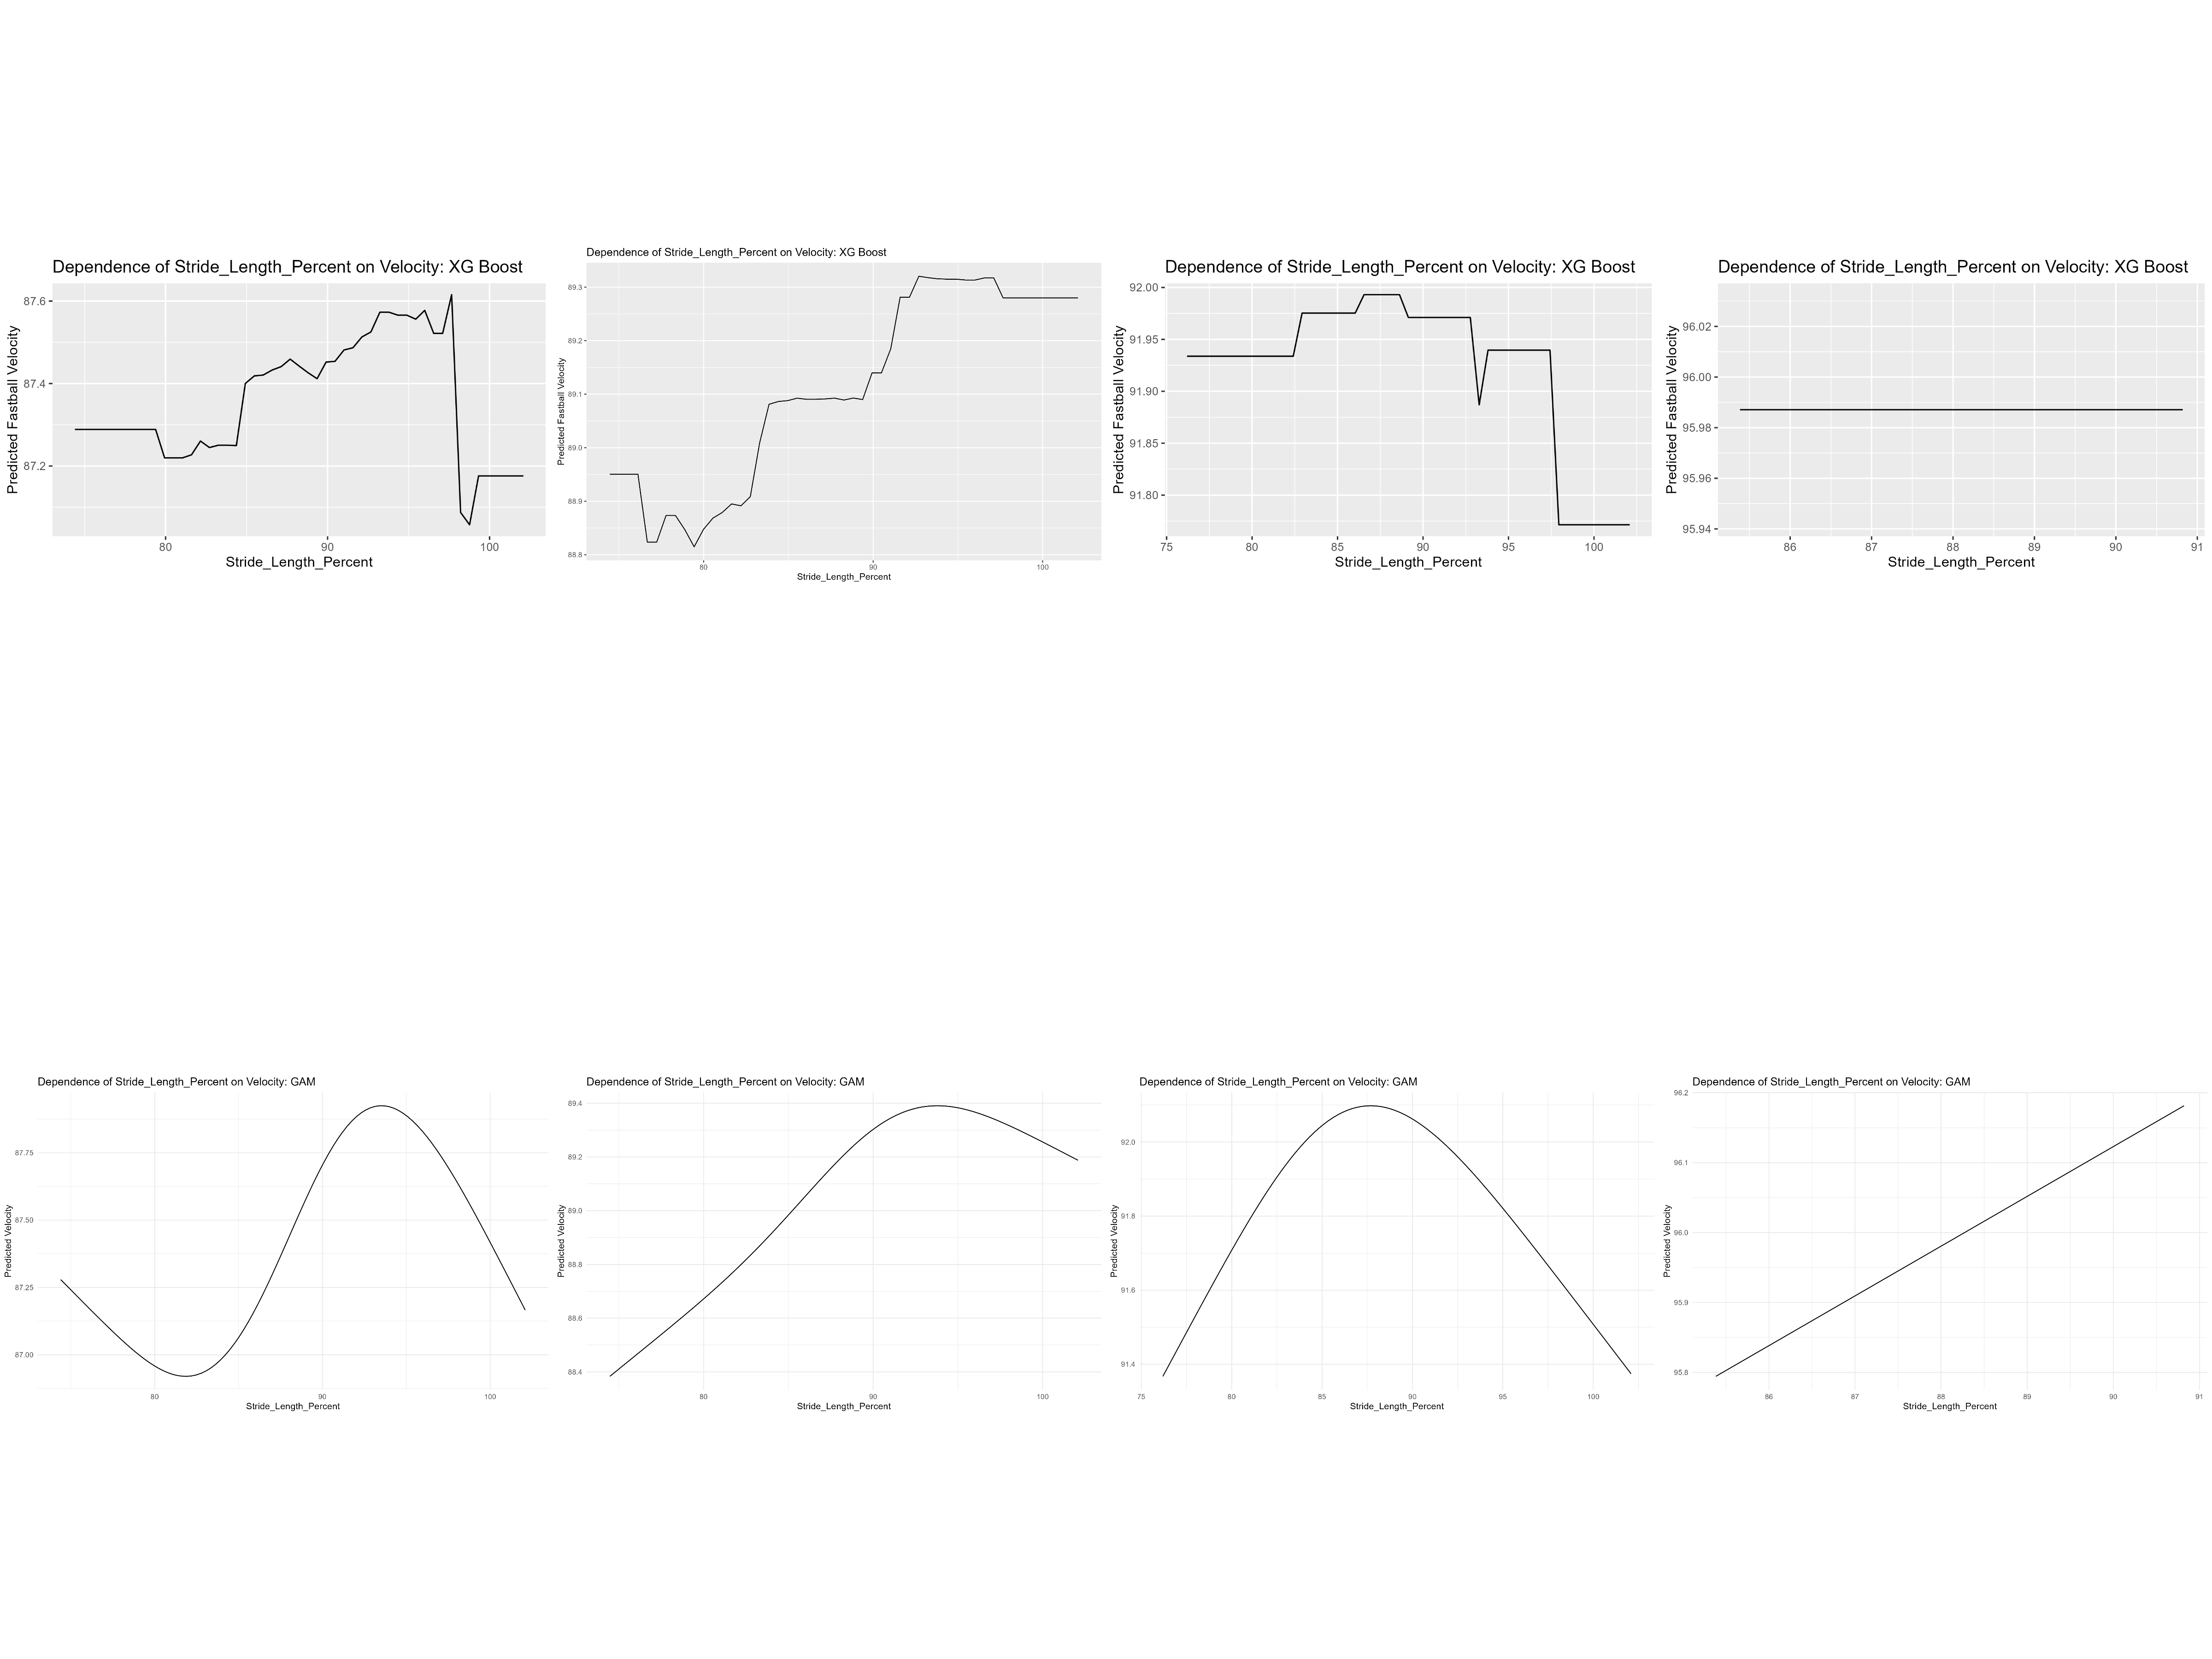 Dependence of Stride_Length_Percent on Velocity: XG Boost
Predicted Fastball Velocity
87.6
87.4
87.2
80 90 100
Stride_Length_Percent
Dependence of Stride_Length_Percent on Velocity: XG Boost
Predicted Fastball Velocity
89.3
89.2
89.1
89.0
88.9
88.8
80 90 100
Stride_Length_Percent
Dependence of Stride_Length_Percent on Velocity: XG Boost
Predicted Fastball Velocity
92.00
91.95
91.90
91.85
91.80
75 80 85 90 95 100
Stride_Length_Percent
Dependence of Stride_Length_Percent on Velocity: XG Boost
Predicted Fastball Velocity
96.02
96.00
95.98
95.96
95.94
86 87 88 89 90 91
Stride_Length_Percent
Dependence of Stride_Length_Percent on Velocity: GAM
Predicted Velocity
87.75
87.50
87.25
87.00
80 90 100
Stride_Length_Percent
Dependence of Stride_Length_Percent on Velocity: GAM
Predicted Velocity
89.4
89.2
89.0
88.8
88.6
88.4
80 90 100
Stride_Length_Percent
Dependence of Stride_Length_Percent on Velocity: GAM
Predicted Velocity
92.0
91.8
91.6
91.4
75 80 85 90 95 100
Stride_Length_Percent
Dependence of Stride_Length_Percent on Velocity: GAM
Predicted Velocity
96.2
96.1
96.0
95.9
95.8
86 87 88 89 90 91
Stride_Length_Percent